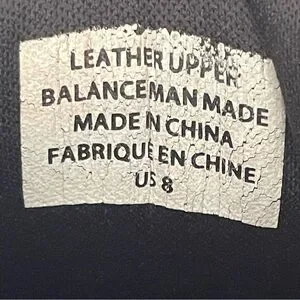 LEATHER UPPER
BALANCEMAN MADE
MADE IN CHINA
FABRIQUE EN CHINE
US 8